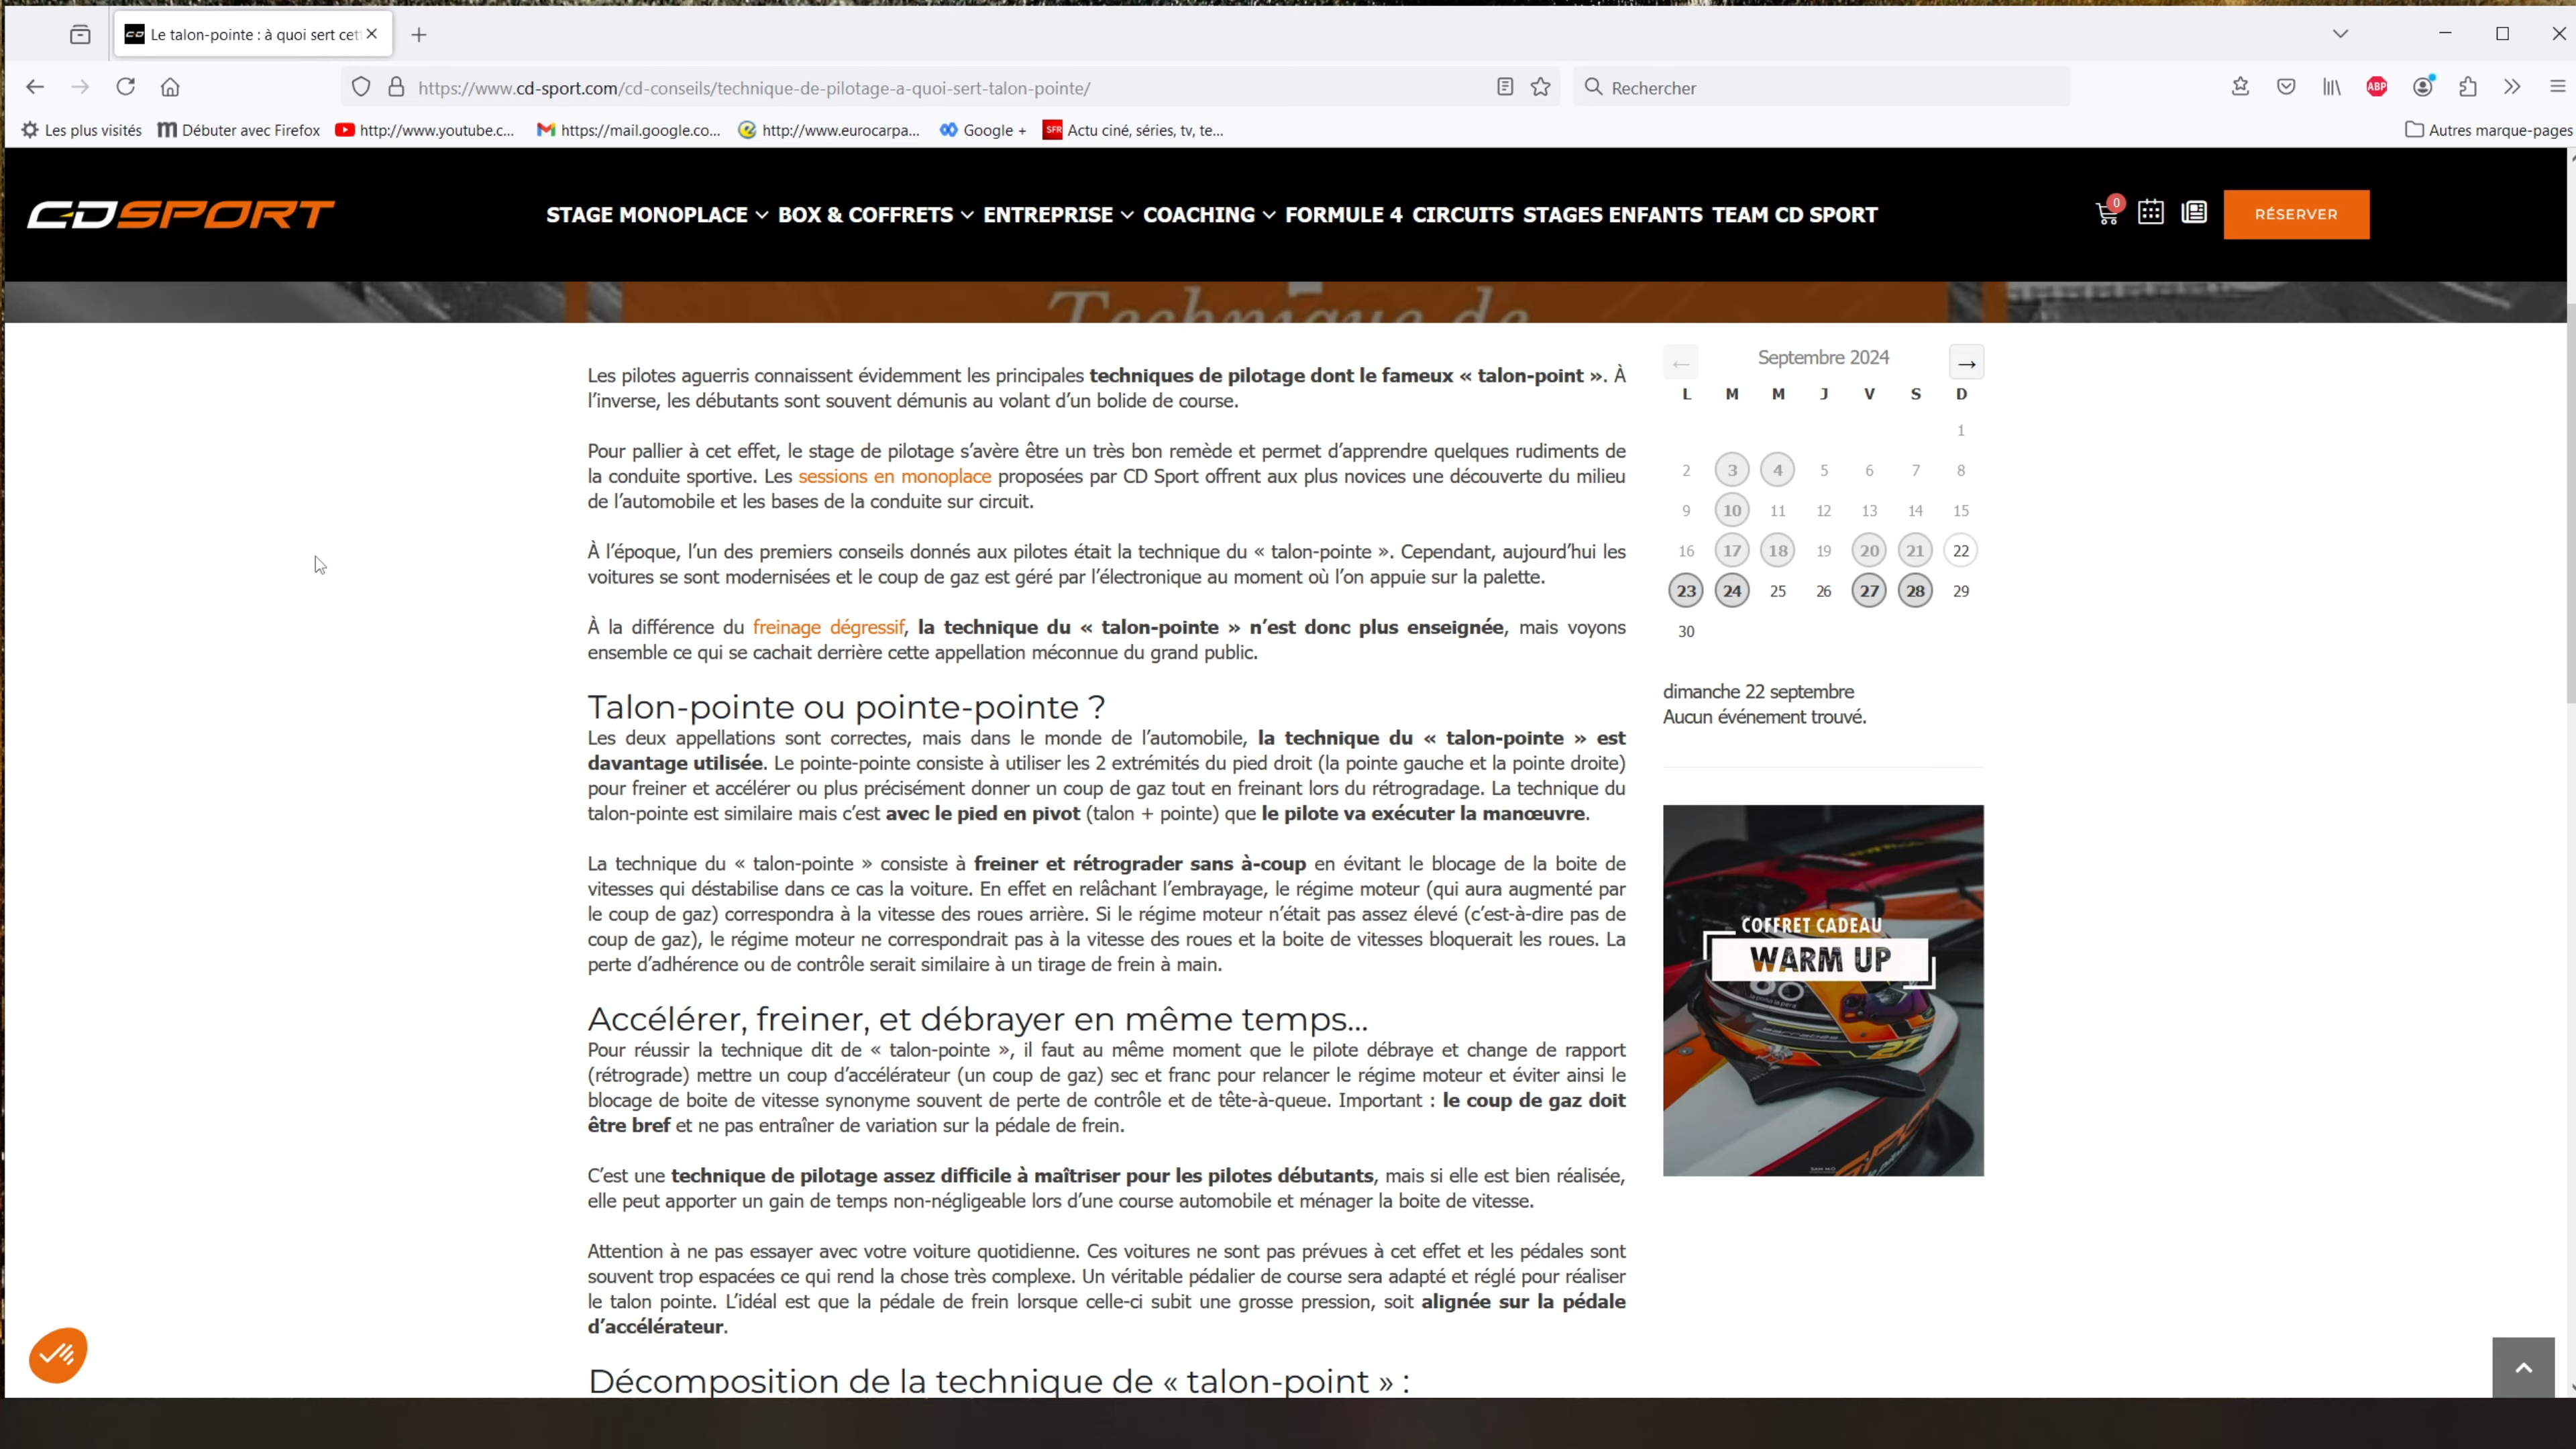 Le talon-pointe : à quoi sert cet
https://www.cd-sport.com/cd-conseils/technique-de-pilotage-a-quoi-sert-talon-pointe/
Rechercher
ABP
Les plus visités
Débuter avec Firefox
http://www.youtube.c...
https://mail.google.co...
http://www.eurocarpa...
Google +
SFR
Actu ciné, séries, tv, te...
Autres marque-pages
CDSPORT
STAGE MONOPLACE
BOX & COFFRETS
ENTREPRISE
COACHING
FORMULE 4
CIRCUITS
STAGES ENFANTS
TEAM CD SPORT
0
RÉSERVER
Technique de
Les pilotes aguerris connaissent évidemment les principales techniques de pilotage dont le fameux « talon-point ». À
l’inverse, les débutants sont souvent démunis au volant d’un bolide de course.
Pour pallier à cet effet, le stage de pilotage s’avère être un très bon remède et permet d’apprendre quelques rudiments de
la conduite sportive. Les sessions en monoplace proposées par CD Sport offrent aux plus novices une découverte du milieu
de l’automobile et les bases de la conduite sur circuit.
À l’époque, l’un des premiers conseils donnés aux pilotes était la technique du « talon-pointe ». Cependant, aujourd’hui les
voitures se sont modernisées et le coup de gaz est géré par l’électronique au moment où l’on appuie sur la palette.
À la différence du freinage dégressif, la technique du « talon-pointe » n’est donc plus enseignée, mais voyons
ensemble ce qui se cachait derrière cette appellation méconnue du grand public.
Talon-pointe ou pointe-pointe ?
Les deux appellations sont correctes, mais dans le monde de l’automobile, la technique du « talon-pointe » est
davantage utilisée. Le pointe-pointe consiste à utiliser les 2 extrémités du pied droit (la pointe gauche et la pointe droite)
pour freiner et accélérer ou plus précisément donner un coup de gaz tout en freinant lors du rétrogradage. La technique du
talon-pointe est similaire mais c’est avec le pied en pivot (talon + pointe) que le pilote va exécuter la manœuvre.
La technique du « talon-pointe » consiste à freiner et rétrograder sans à-coup en évitant le blocage de la boite de
vitesses qui déstabilise dans ce cas la voiture. En effet en relâchant l’embrayage, le régime moteur (qui aura augmenté par
le coup de gaz) correspondra à la vitesse des roues arrière. Si le régime moteur n’était pas assez élevé (c’est-à-dire pas de
coup de gaz), le régime moteur ne correspondrait pas à la vitesse des roues et la boite de vitesses bloquerait les roues. La
perte d’adhérence ou de contrôle serait similaire à un tirage de frein à main.
Accélérer, freiner, et débrayer en même temps…
Pour réussir la technique dit de « talon-pointe », il faut au même moment que le pilote débraye et change de rapport
(rétrograde) mettre un coup d’accélérateur (un coup de gaz) sec et franc pour relancer le régime moteur et éviter ainsi le
blocage de boite de vitesse synonyme souvent de perte de contrôle et de tête-à-queue. Important : le coup de gaz doit
être bref et ne pas entraîner de variation sur la pédale de frein.
C’est une technique de pilotage assez difficile à maîtriser pour les pilotes débutants, mais si elle est bien réalisée,
elle peut apporter un gain de temps non-négligeable lors d’une course automobile et ménager la boite de vitesse.
Attention à ne pas essayer avec votre voiture quotidienne. Ces voitures ne sont pas prévues à cet effet et les pédales sont
souvent trop espacées ce qui rend la chose très complexe. Un véritable pédalier de course sera adapté et réglé pour réaliser
le talon pointe. L’idéal est que la pédale de frein lorsque celle-ci subit une grosse pression, soit alignée sur la pédale
d’accélérateur.
Décomposition de la technique de « talon-point » :
← Septembre 2024 →
L M M J V S D
1
2 3 4 5 6 7 8
9 10 11 12 13 14 15
16 17 18 19 20 21 22
23 24 25 26 27 28 29
30
dimanche 22 septembre
Aucun événement trouvé.
COFFRET CADEAU
WARM UP
27